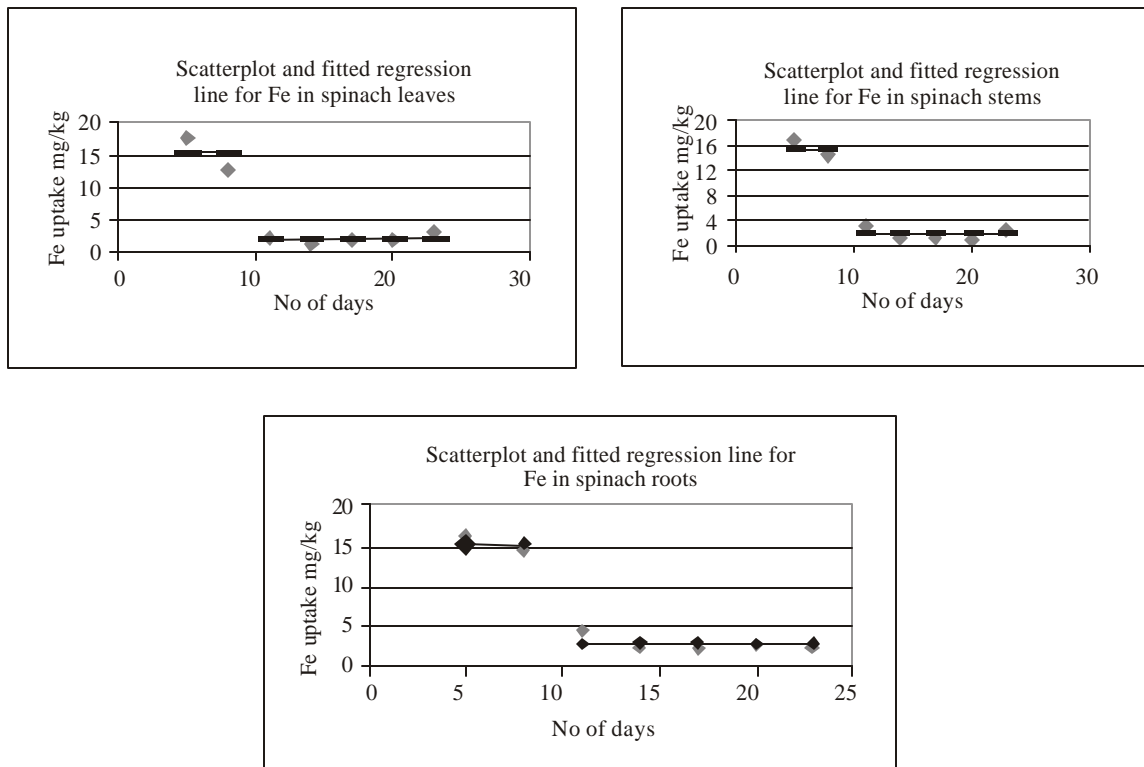 Scatterplot and fitted regression
line for Fe in spinach leaves
Fe uptake mg/kg
20
15
10
5
0
0 10 20 30
No of days
Scatterplot and fitted regression
line for Fe in spinach stems
Fe uptake mg/kg
20
16
12
8
4
0
0 10 20 30
No of days
Scatterplot and fitted regression line for
Fe in spinach roots
Fe uptake mg/kg
20
15
10
5
0
0 5 10 15 20 25
No of days